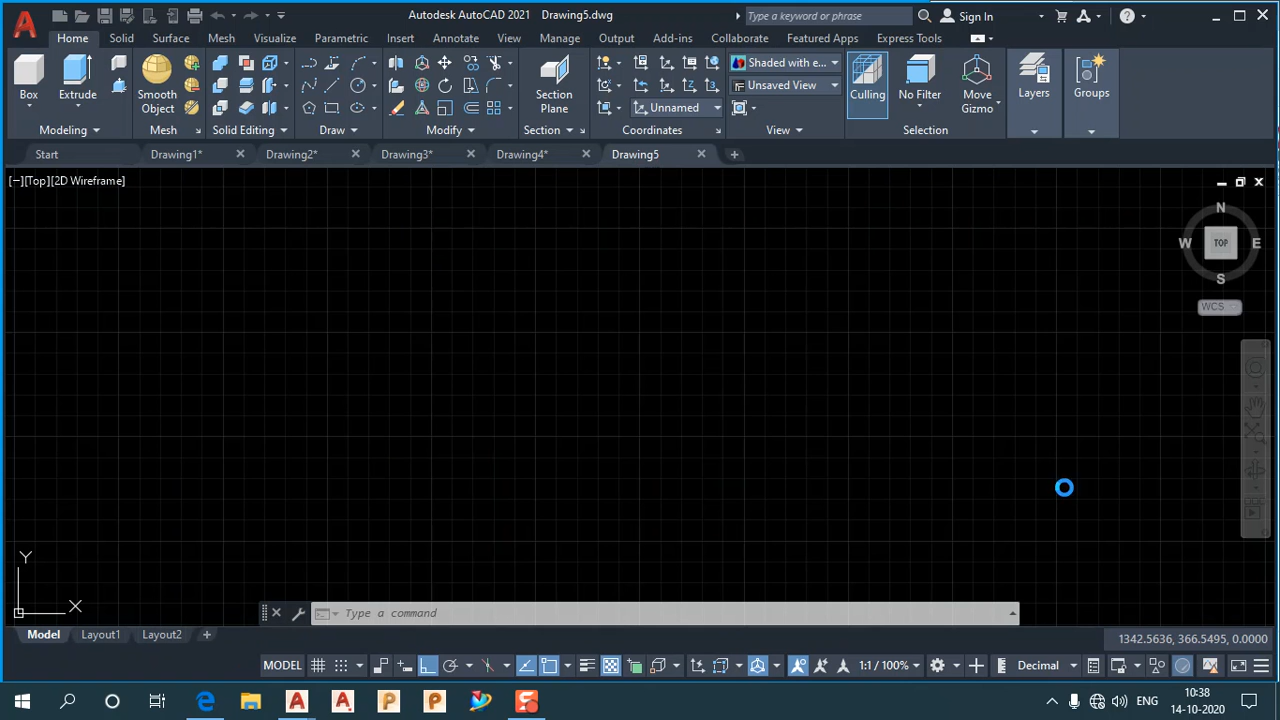 Autodesk AutoCAD 2021 Drawing5.dwg Type a keyword or phrase Sign In
Home Solid Surface Mesh Visualize Parametric Insert Annotate View Manage Output Add-ins Collaborate Featured Apps Express Tools
Shaded with e...
Unsaved View
Box Extrude Smooth Object Section Plane Culling No Filter Move Gizmo Layers Groups
Unnamed
Modeling Mesh Solid Editing Draw Modify Section Coordinates View Selection
Start Drawing1* Drawing2* Drawing3* Drawing4* Drawing5
[−][Top][2D Wireframe]
N
W TOP E
S
WCS
Y
X
Type a command
Model Layout1 Layout2 +
1342.5636, 366.5495, 0.0000
MODEL 1:1 / 100% Decimal
ENG 10:38
14-10-2020